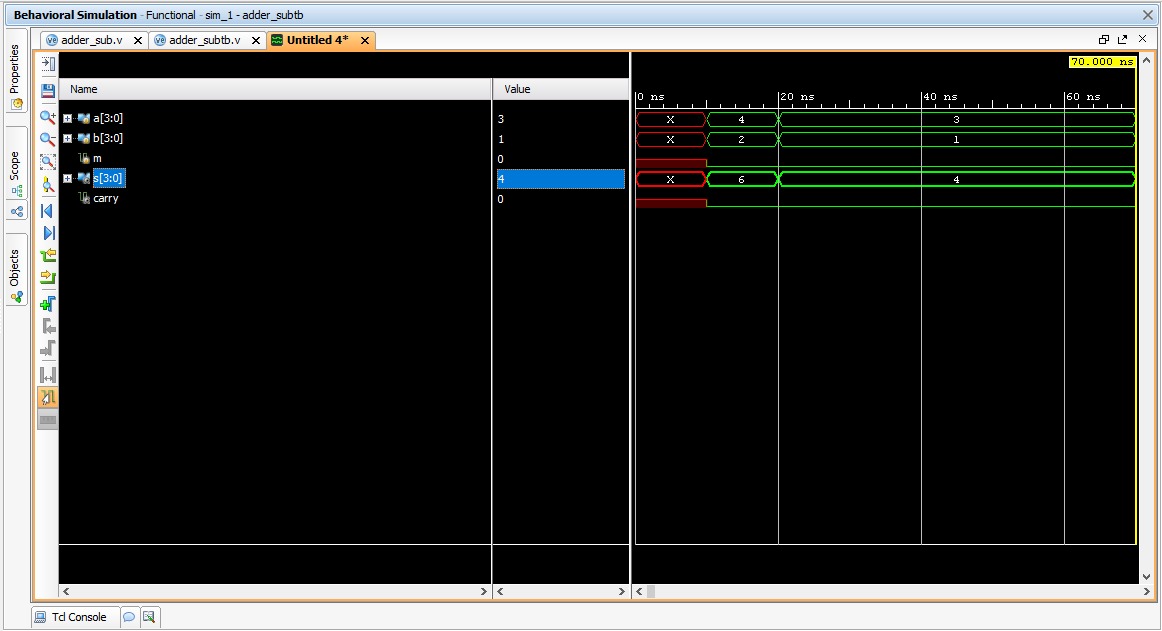 Behavioral Simulation - Functional - sim_1 - adder_subtb
adder_sub.v adder_subtb.v Untitled 4*
Properties
Scope
Objects
70.000 ns
Name Value
0 ns 20 ns 40 ns 60 ns
a[3:0] 3 X 4 3
b[3:0] 1 X 2 1
m 0
s[3:0] 4 X 6 4
carry 0
Tcl Console